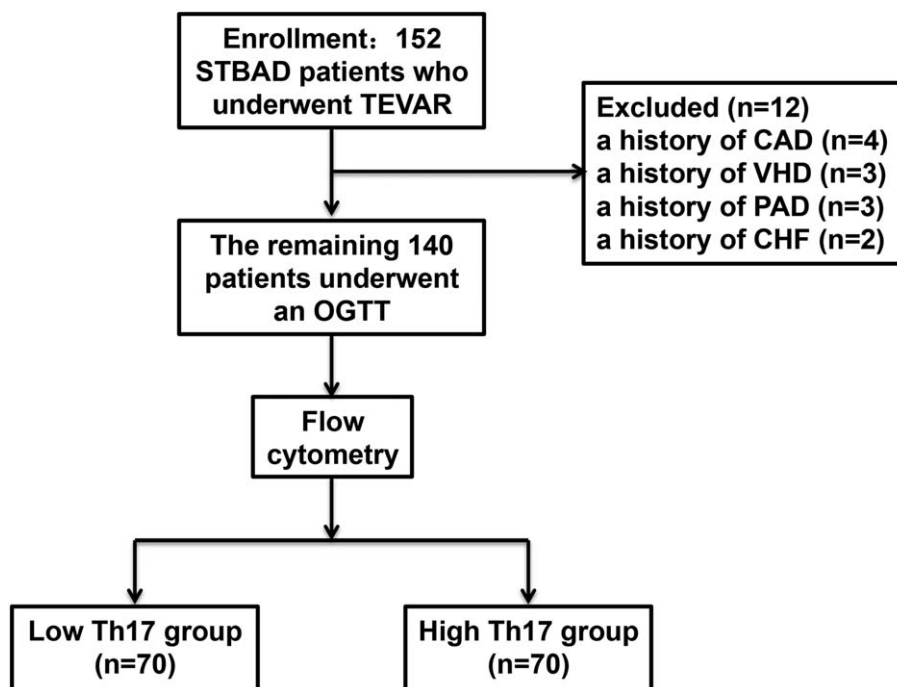 Enrollment：152
STBAD patients who
underwent TEVAR
Excluded (n=12)
a history of CAD (n=4)
a history of VHD (n=3)
a history of PAD (n=3)
a history of CHF (n=2)
The remaining 140
patients underwent
an OGTT
Flow
cytometry
Low Th17 group
(n=70)
High Th17 group
(n=70)